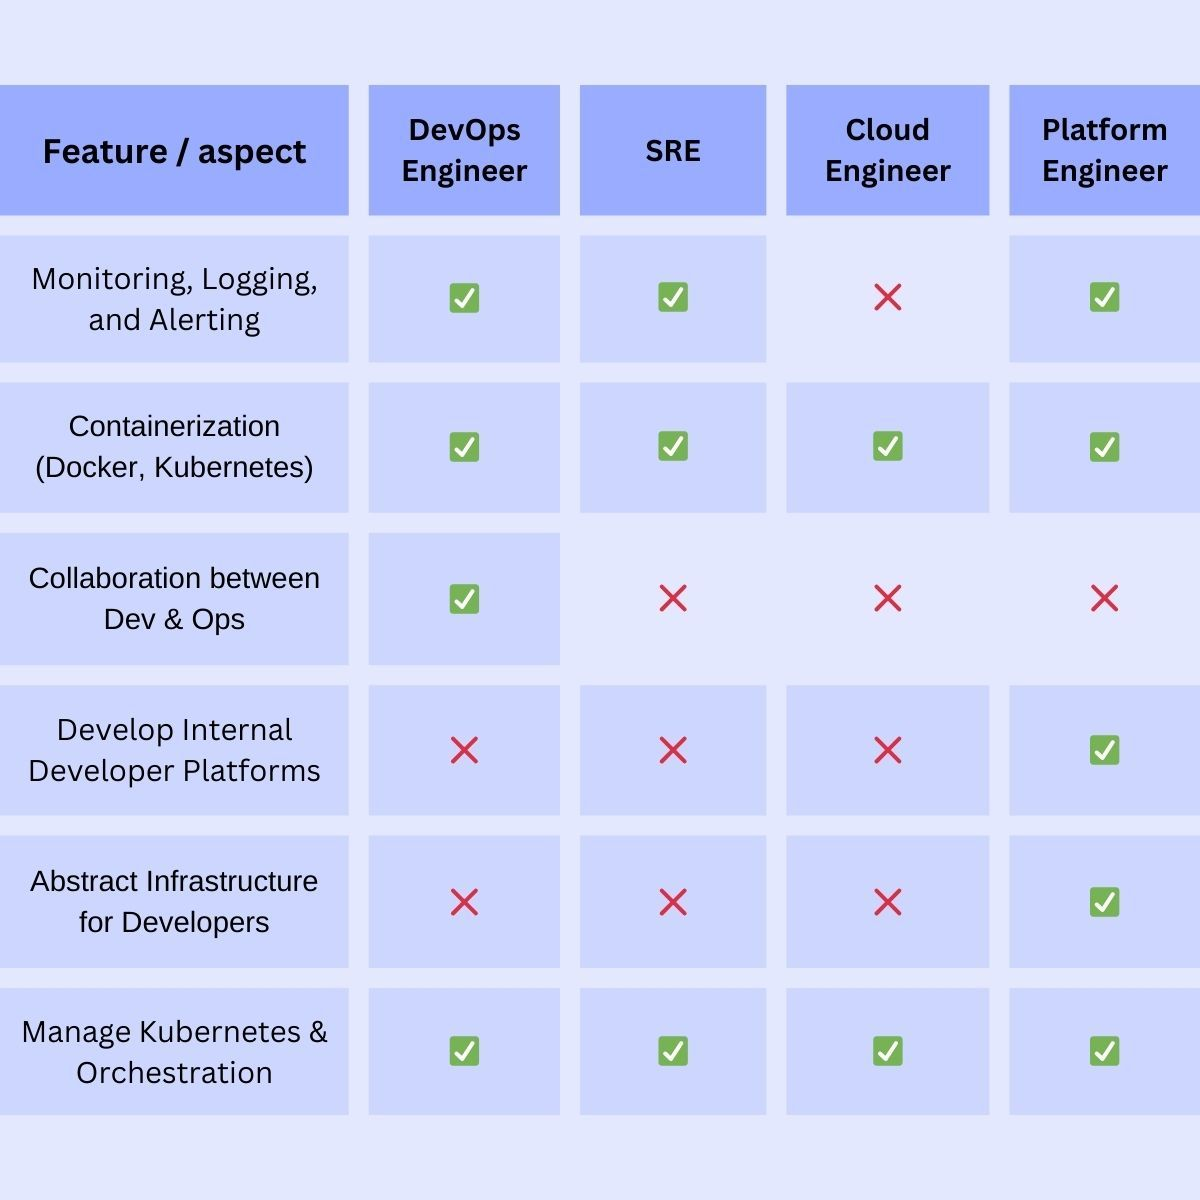 Feature / aspect
DevOps
Engineer
SRE
Cloud
Engineer
Platform
Engineer
Monitoring, Logging,
and Alerting
✅ ✅ ❌ ✅
Containerization
(Docker, Kubernetes)
✅ ✅ ✅ ✅
Collaboration between
Dev & Ops
✅ ❌ ❌ ❌
Develop Internal
Developer Platforms
❌ ❌ ❌ ✅
Abstract Infrastructure
for Developers
❌ ❌ ❌ ✅
Manage Kubernetes &
Orchestration
✅ ✅ ✅ ✅